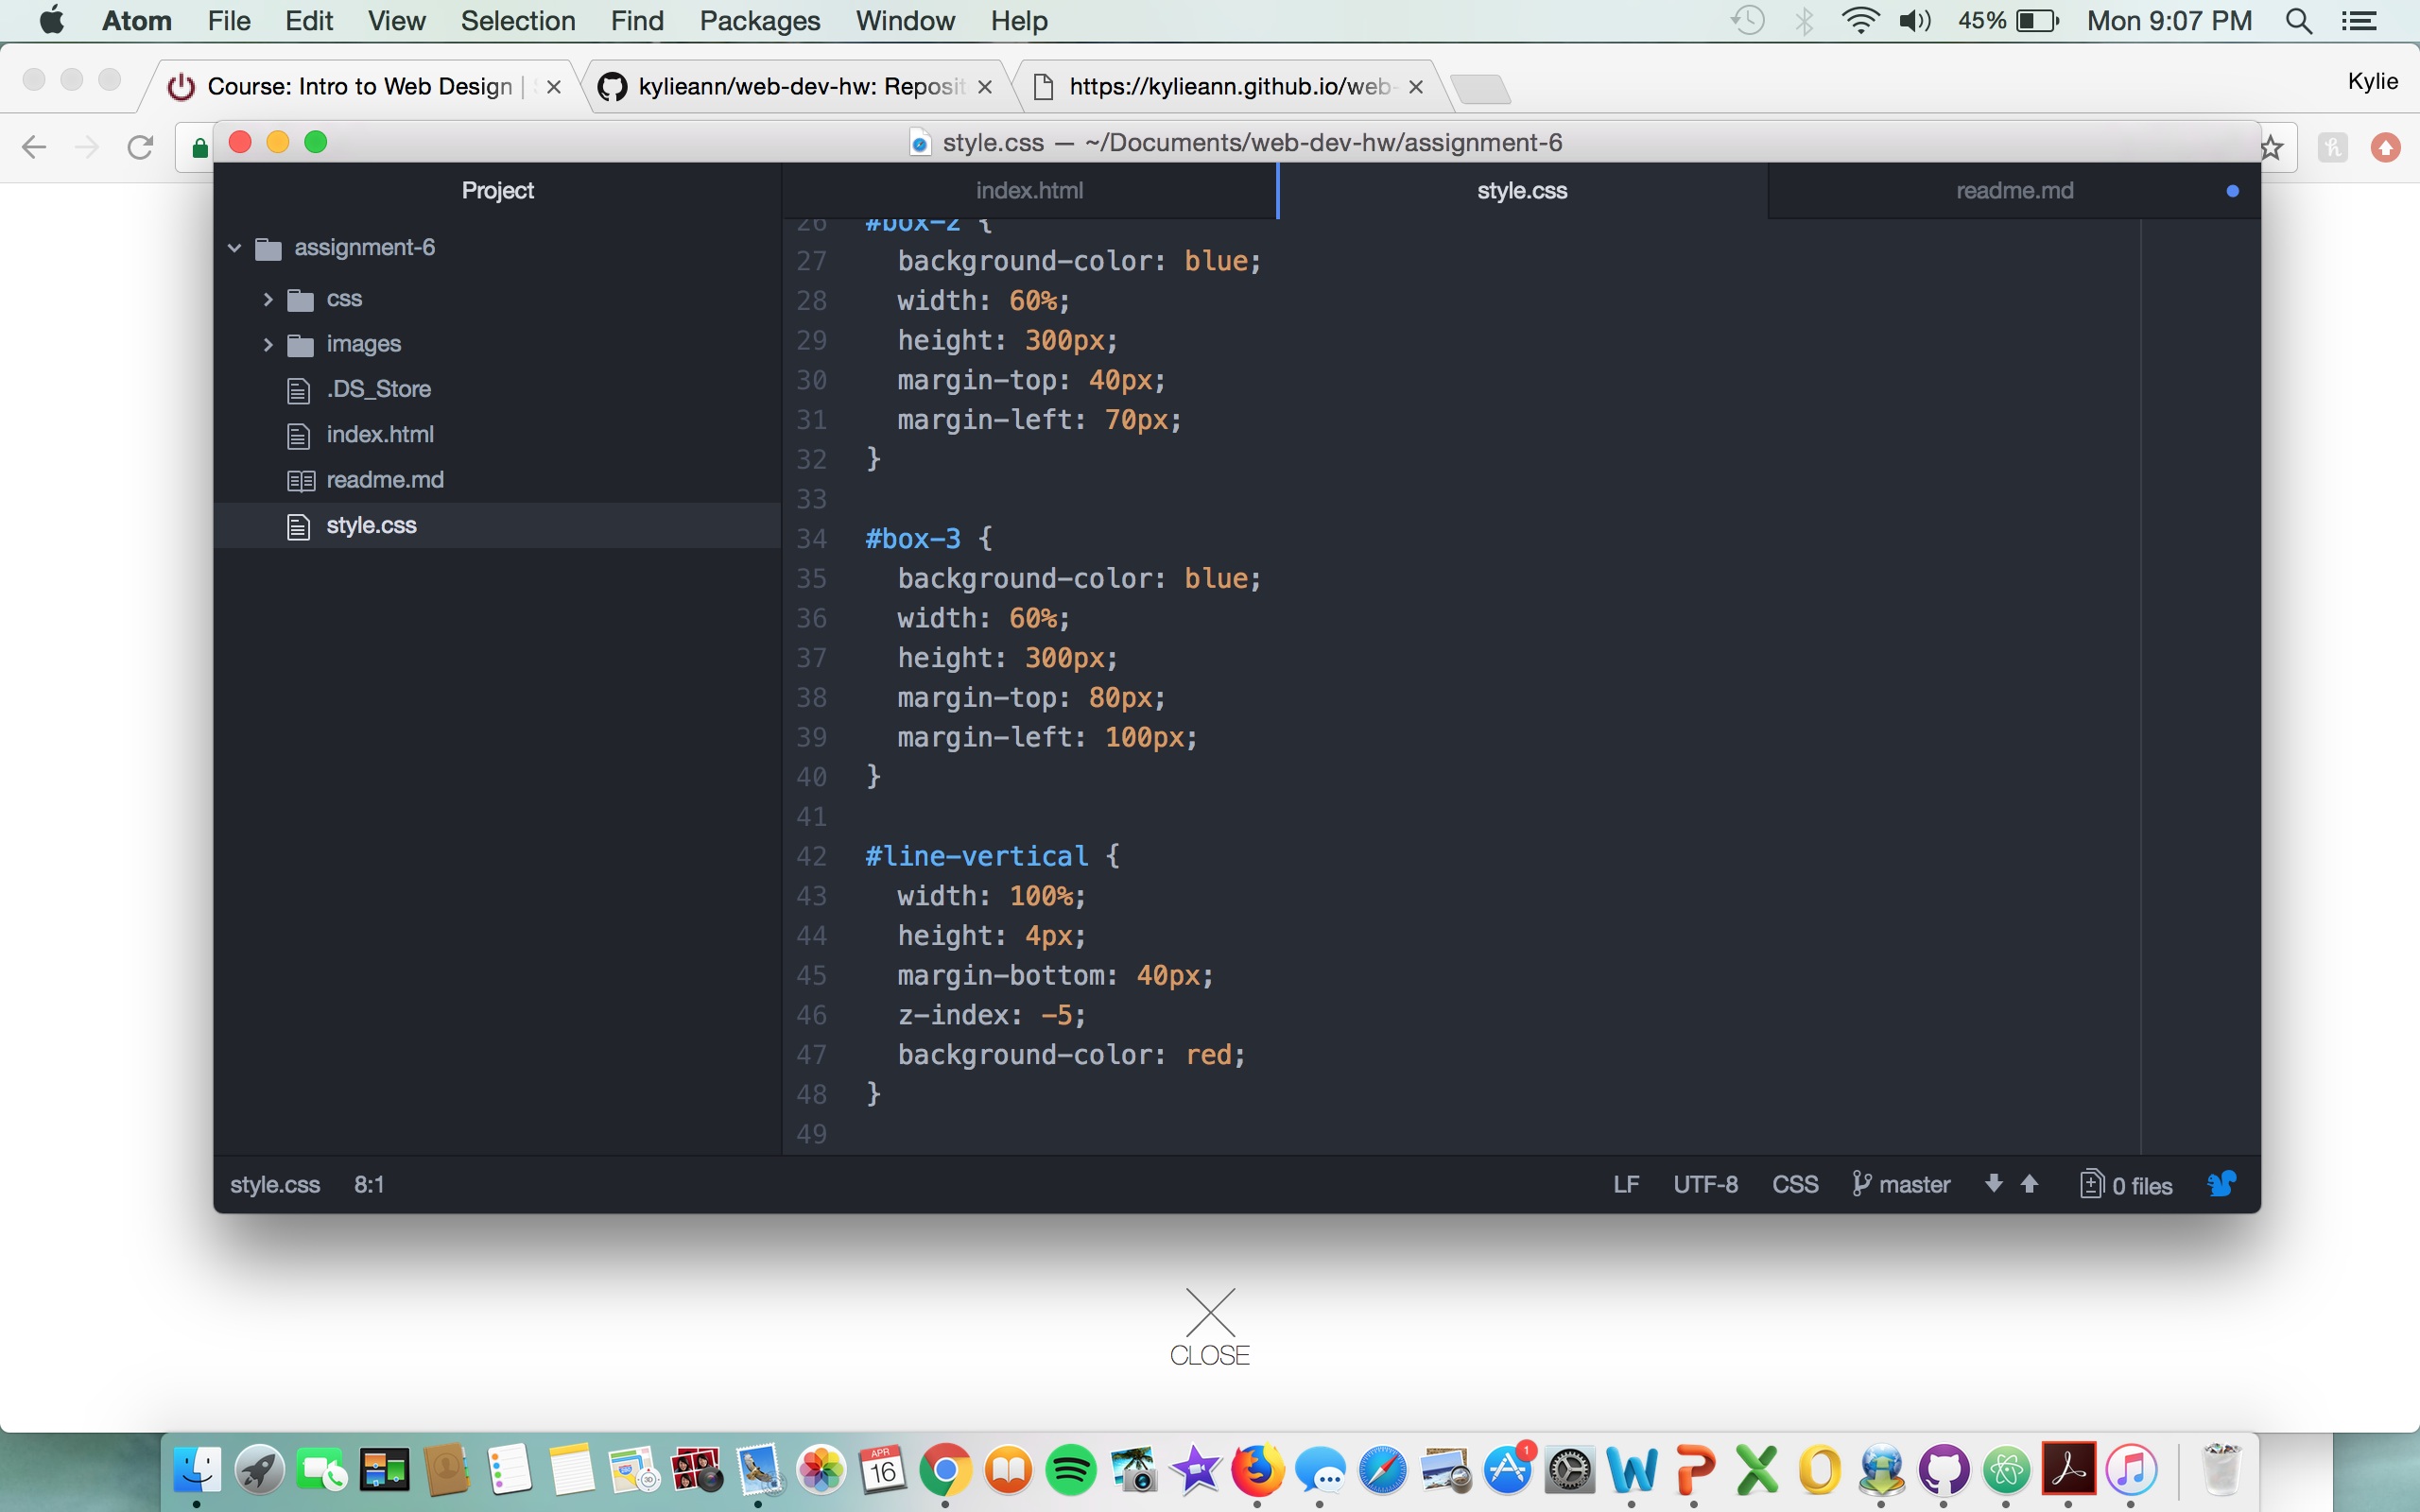 Atom File Edit View Selection Find Packages Window Help 45% Mon 9:07 PM
Course: Intro to Web Design | kylieann/web-dev-hw: Reposit https://kylieann.github.io/web- Kylie
style.css — ~/Documents/web-dev-hw/assignment-6
Project index.html style.css readme.md
assignment-6
css
images
.DS_Store
index.html
readme.md
style.css
26 #box-2 {
27 background-color: blue;
28 width: 60%;
29 height: 300px;
30 margin-top: 40px;
31 margin-left: 70px;
32 }
33
34 #box-3 {
35 background-color: blue;
36 width: 60%;
37 height: 300px;
38 margin-top: 80px;
39 margin-left: 100px;
40 }
41
42 #line-vertical {
43 width: 100%;
44 height: 4px;
45 margin-bottom: 40px;
46 z-index: -5;
47 background-color: red;
48 }
49
style.css 8:1 LF UTF-8 CSS master 0 files
CLOSE
APR
16
1